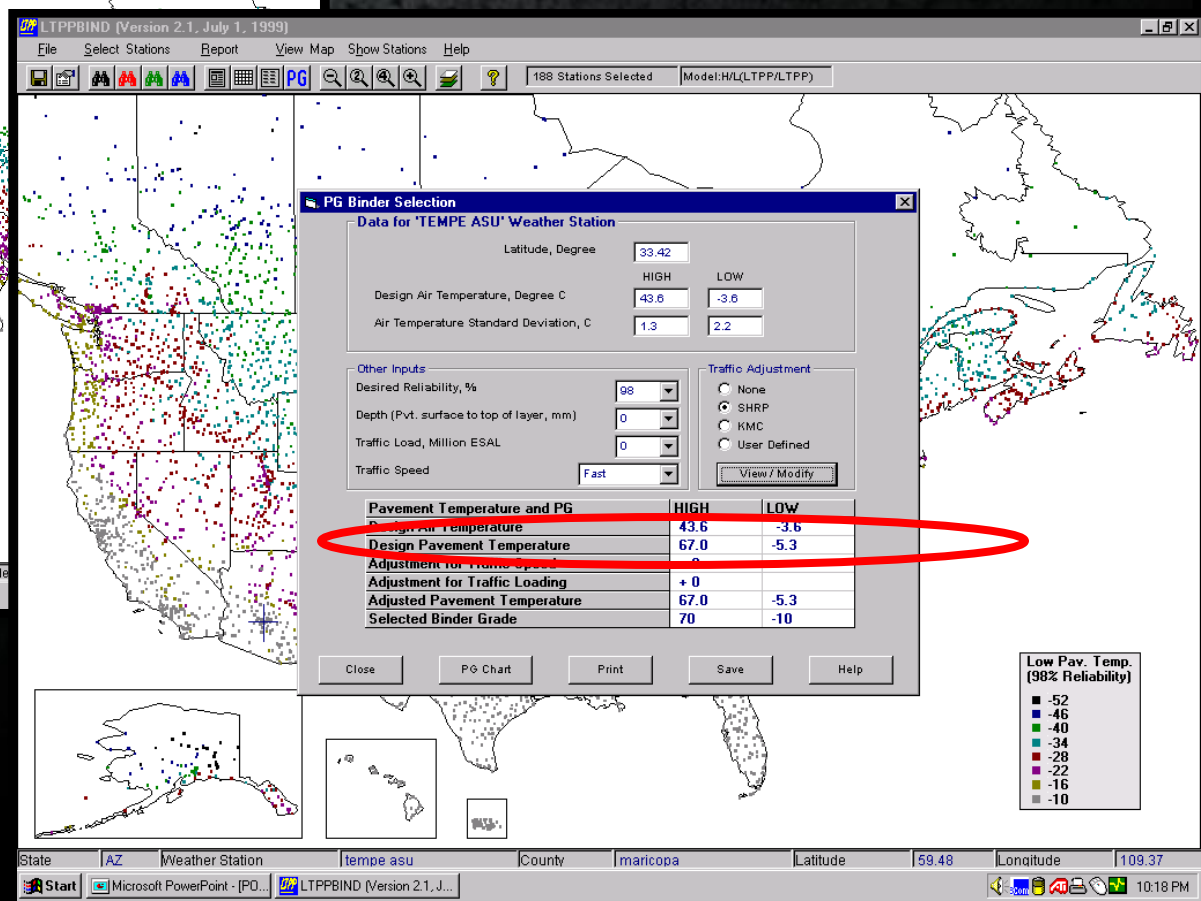 LTPPBIND (Version 2.1, July 1, 1999)
File Select Stations Report View Map Show Stations Help
PG 188 Stations Selected Model:H/L(LTPP/LTPP)
PG Binder Selection
Data for 'TEMPE ASU' Weather Station
Latitude, Degree 33.42
HIGH LOW
Design Air Temperature, Degree C 43.6 -3.6
Air Temperature Standard Deviation, C 1.3 2.2
Other Inputs
Desired Reliability, % 98
Depth (Pvt. surface to top of layer, mm) 0
Traffic Load, Million ESAL 0
Traffic Speed Fast
Traffic Adjustment
None
SHRP
KMC
User Defined
View / Modify
Pavement Temperature and PG HIGH LOW
Design Air Temperature 43.6 -3.6
Design Pavement Temperature 67.0 -5.3
Adjustment for Traffic Speed
Adjustment for Traffic Loading + 0
Adjusted Pavement Temperature 67.0 -5.3
Selected Binder Grade 70 -10
Close PG Chart Print Save Help
Low Pav. Temp.
(98% Reliability)
-52
-46
-40
-34
-28
-22
-16
-10
State AZ Weather Station tempe asu County maricopa Latitude 59.48 Longitude 109.37
Start Microsoft PowerPoint - [PO... LTPPBIND (Version 2.1, J... 10:18 PM